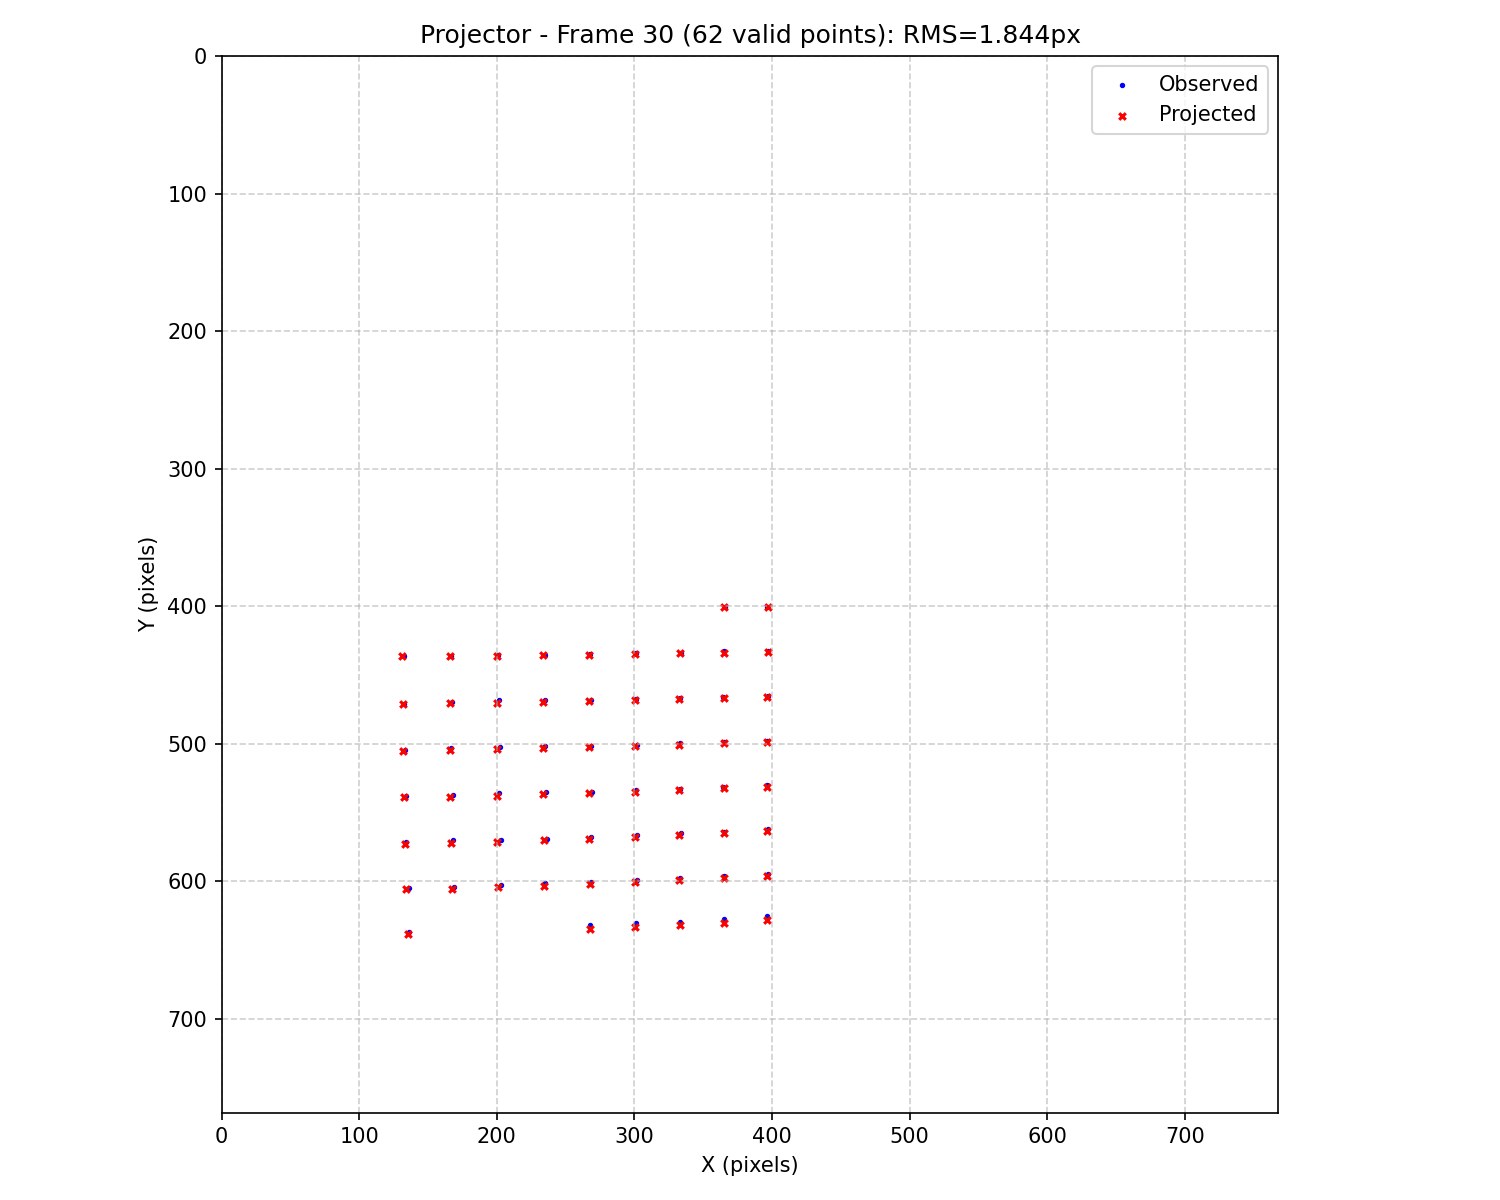 Projector - Frame 30 (62 valid points): RMS=1.844px
Observed
Projected
0
100
200
300
400
500
600
700
Y (pixels)
0 100 200 300 400 500 600 700
X (pixels)